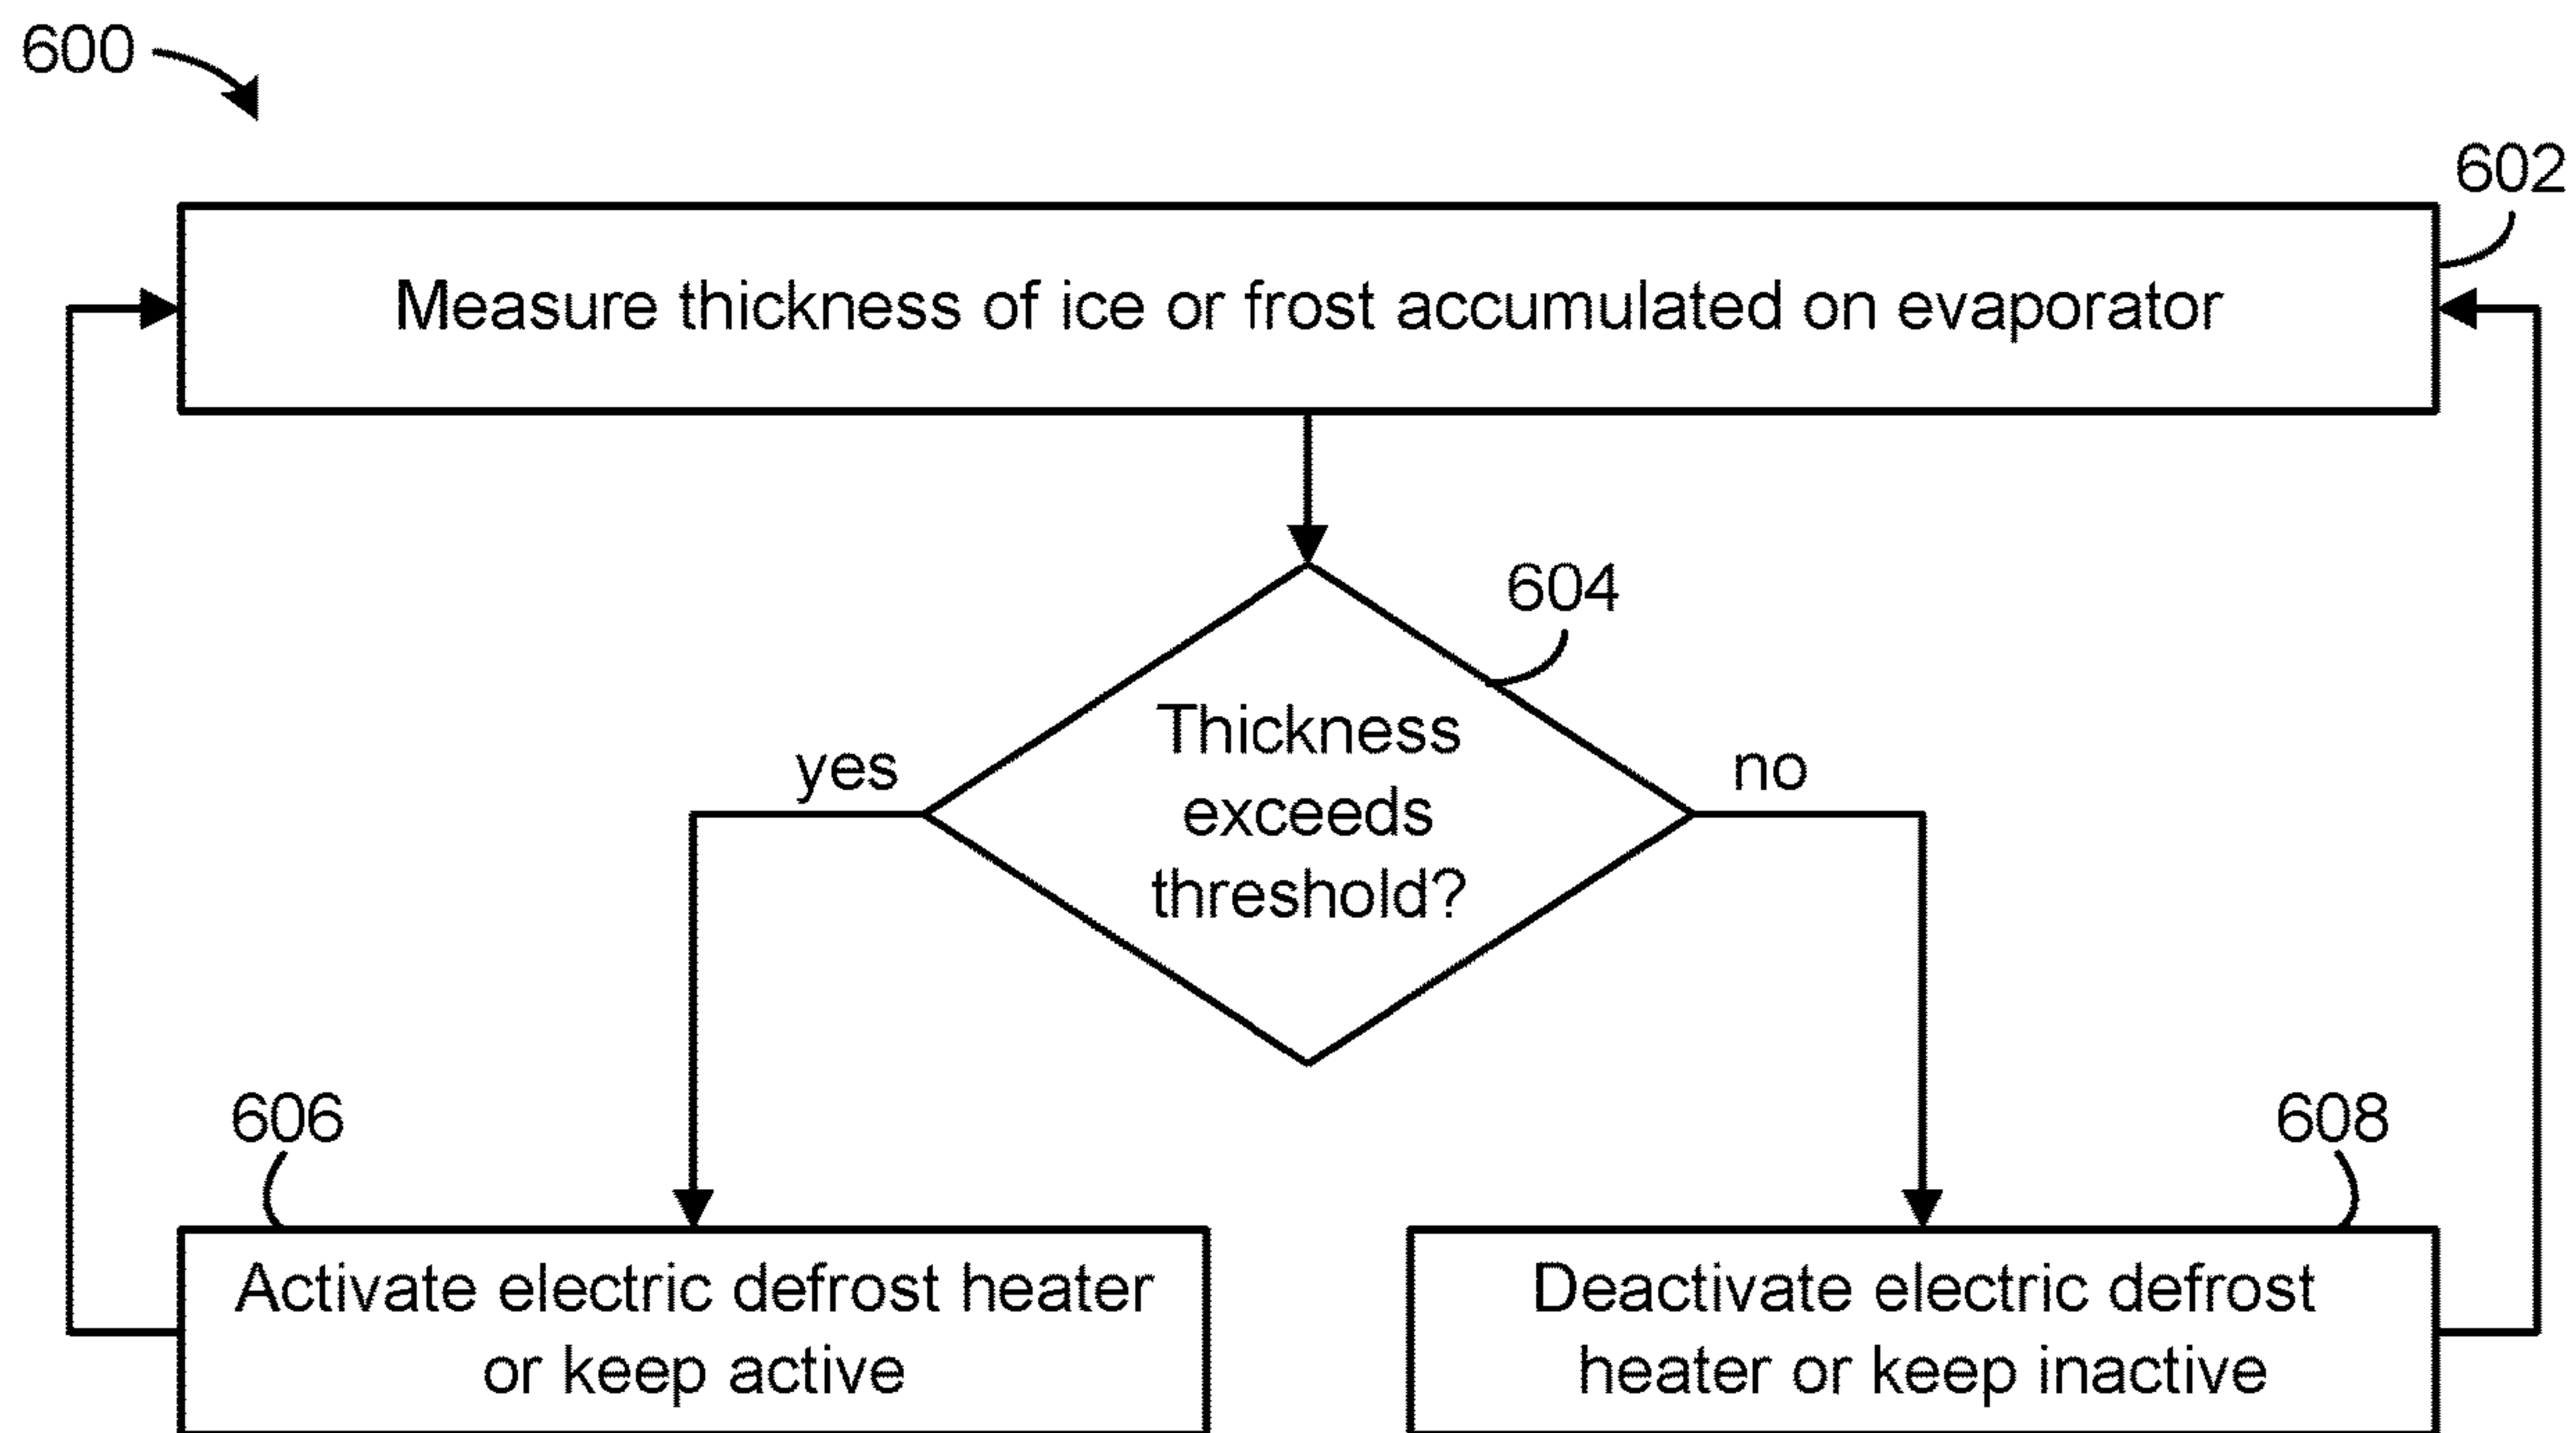 600
602
Measure thickness of ice or frost accumulated on evaporator
604
Thickness
exceeds
threshold?
yes
no
606
608
Activate electric defrost heater
or keep active
Deactivate electric defrost
heater or keep inactive